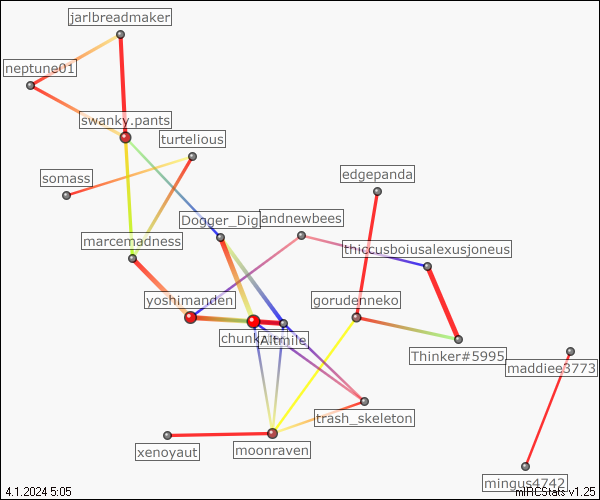 jarlbreadmaker
neptune01
swanky.pants
turtelious
edgepanda
somass
Dogger_Dig
andnewbees
marcemadness
thiccusboiusalexusjoneus
yoshimanden
gorudenneko
Altmile
Thinker#5995
maddiee3773
trash_skeleton
xenoyaut
moonraven
mingus4742
4.1.2024 5:05
mIRCStats v1.25